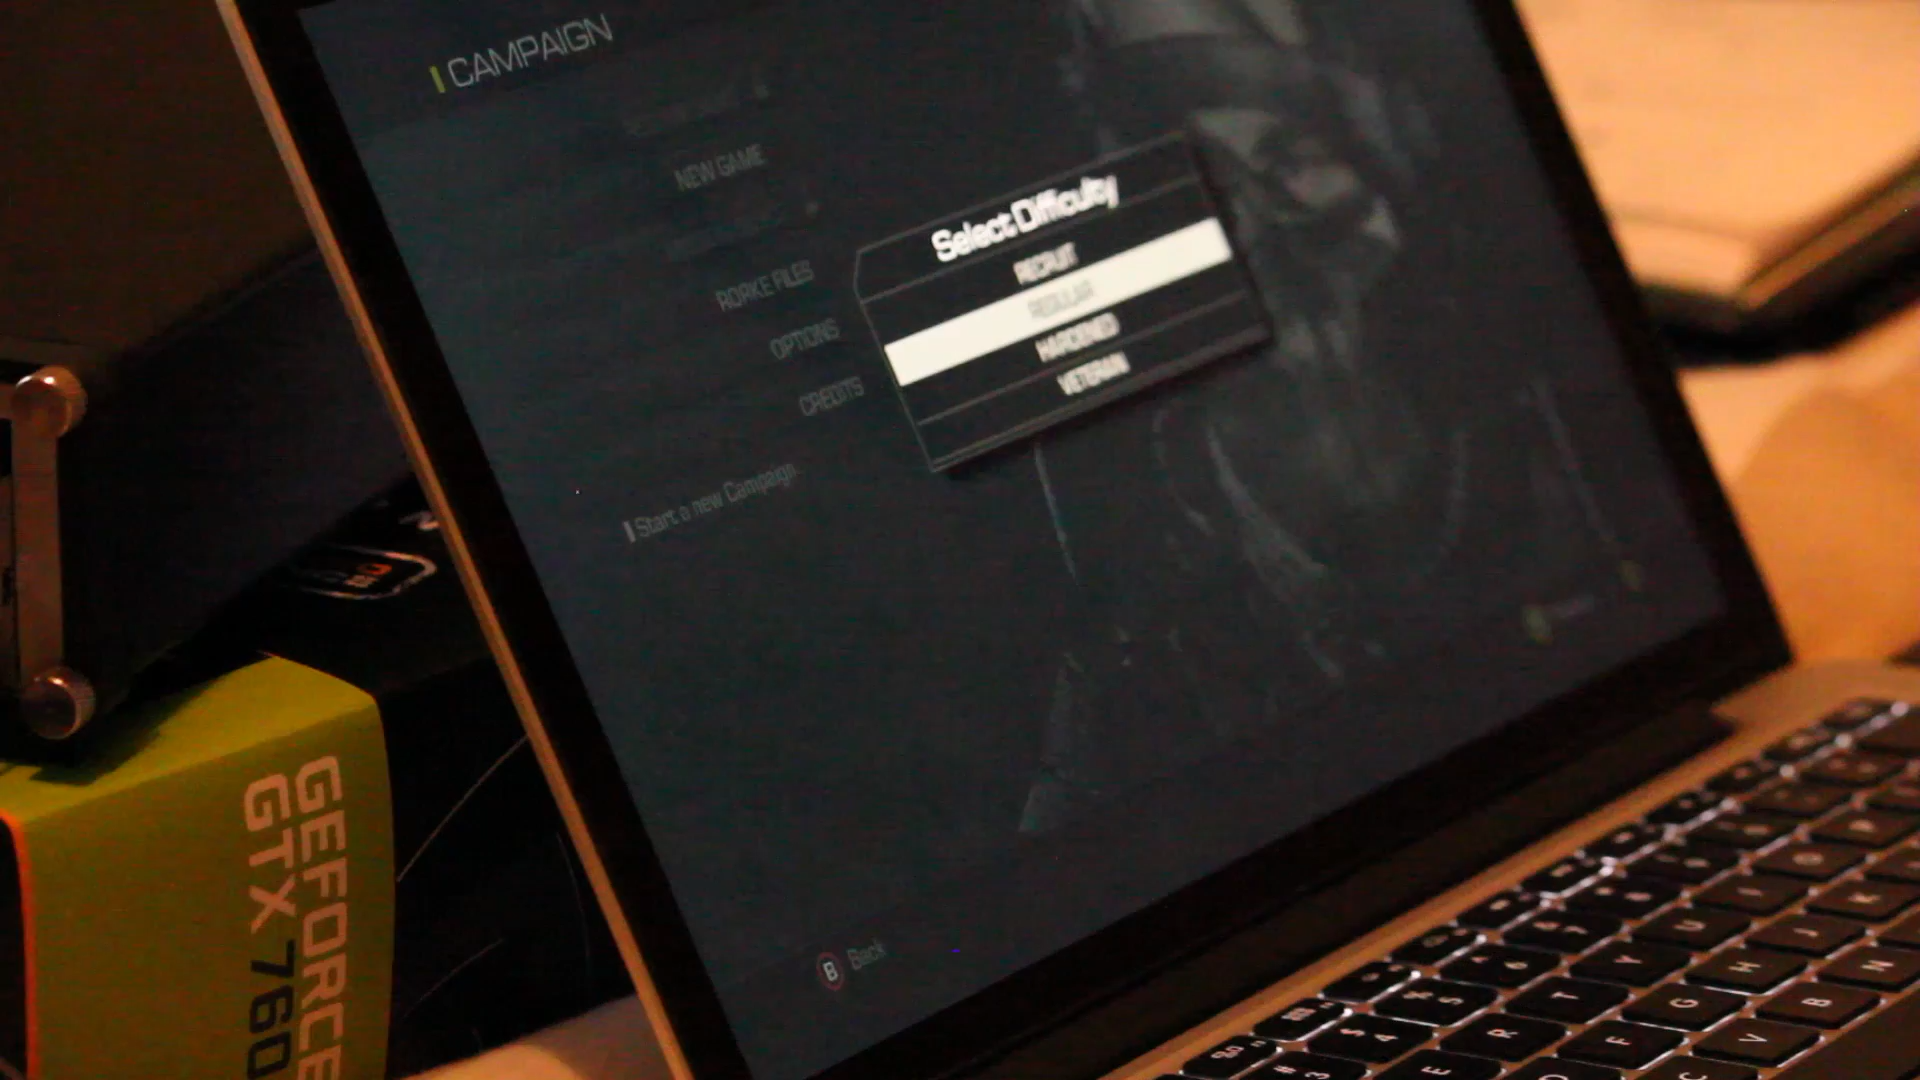 CAMPAIGN
NEW GAME
RORKE FILES
OPTIONS
CREDITS
Start a new Campaign.
Select Difficulty
RECRUIT
REGULAR
HARDENED
VETERAN
B Back
GEFORCE
GTX 760